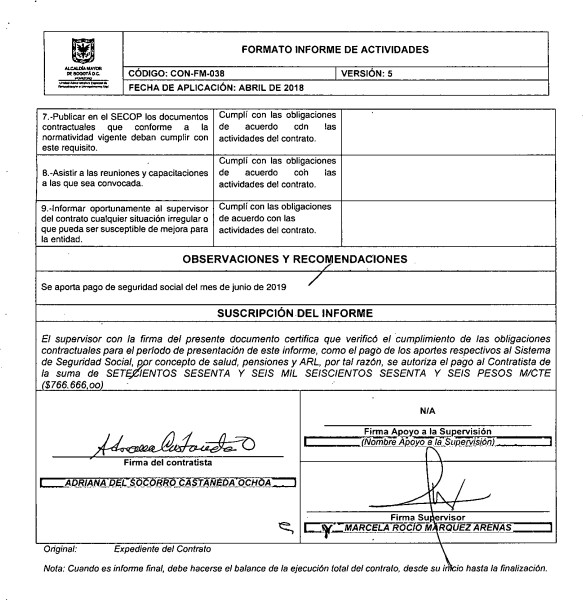 FORMATO INFORME DE ACTIVIDADES
ALCALDÍA MAYOR
DE BOGOTÁ D.C.
CÓDIGO: CON-FM-038
VERSIÓN: 5
FECHA DE APLICACIÓN: ABRIL DE 2018
7.-Publicar en el SECOP los documentos
contractuales que conforme a la
normatividad vigente deban cumplir con
este requisito.
Cumplí con las obligaciones
de acuerdo con las
actividades del contrato.
8.-Asistir a las reuniones y capacitaciones
a las que sea convocada.
Cumplí con las obligaciones
de acuerdo con las
actividades del contrato.
9.-Informar oportunamente al supervisor
del contrato cualquier situación irregular o
que pueda ser susceptible de mejora para
la entidad.
Cumplí con las obligaciones
de acuerdo con las
actividades del contrato.
OBSERVACIONES Y RECOMENDACIONES
Se aporta pago de seguridad social del mes de junio de 2019
SUSCRIPCIÓN DEL INFORME
El supervisor con la firma del presente documento certifica que verificó el cumplimiento de las obligaciones
contractuales para el periodo de presentación de este informe, como el pago de los aportes respectivos al Sistema
de Seguridad Social, por concepto de salud, pensiones y ARL, por tal razón, se autoriza el pago al Contratista de
la suma de SETECIENTOS SESENTA Y SEIS MIL SEISCIENTOS SESENTA Y SEIS PESOS M/CTE
($766.666,oo)
Adriana Castañeda O
Firma del contratista
ADRIANA DEL SOCORRO CASTAÑEDA OCHOA
N/A
Firma Apoyo a la Supervisión
(Nombre Apoyo a la Supervisión)
Firma Supervisor
MARCELA ROCIO MARQUEZ ARENAS
Original: Expediente del Contrato
Nota: Cuando es informe final, debe hacerse el balance de la ejecución total del contrato, desde su inicio hasta la finalización.